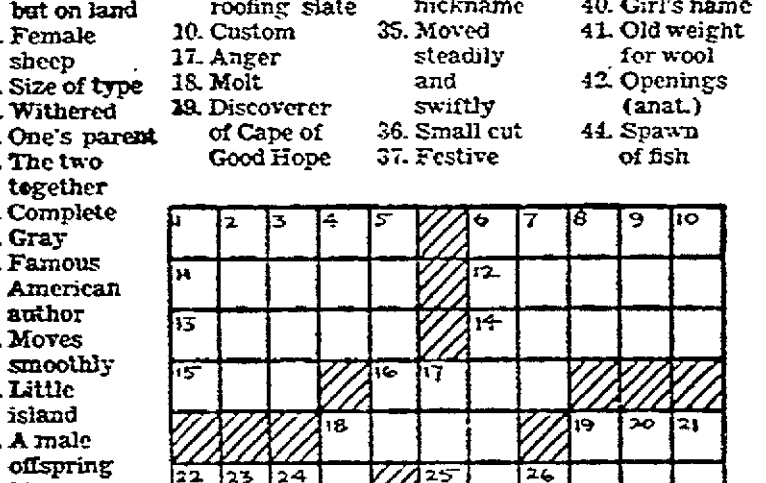 but on land
. Female
sheep
. Size of type
. Withered
. One's parent
. The two
together
. Complete
. Gray
. Famous
American
author
. Moves
smoothly
. Little
island
. A male
offspring
roofing slate
10. Custom
17. Anger
18. Molt
19. Discoverer
of Cape of
Good Hope
nickname
35. Moved
steadily
and
swiftly
36. Small cut
37. Festive
40. Girl's name
41. Old weight
for wool
42. Openings
(anat.)
44. Spawn
of fish
1 2 3 4 5 6 7 8 9 10
11 12
13 14
15 16 17
18 19 20 21
22 23 24 25 26